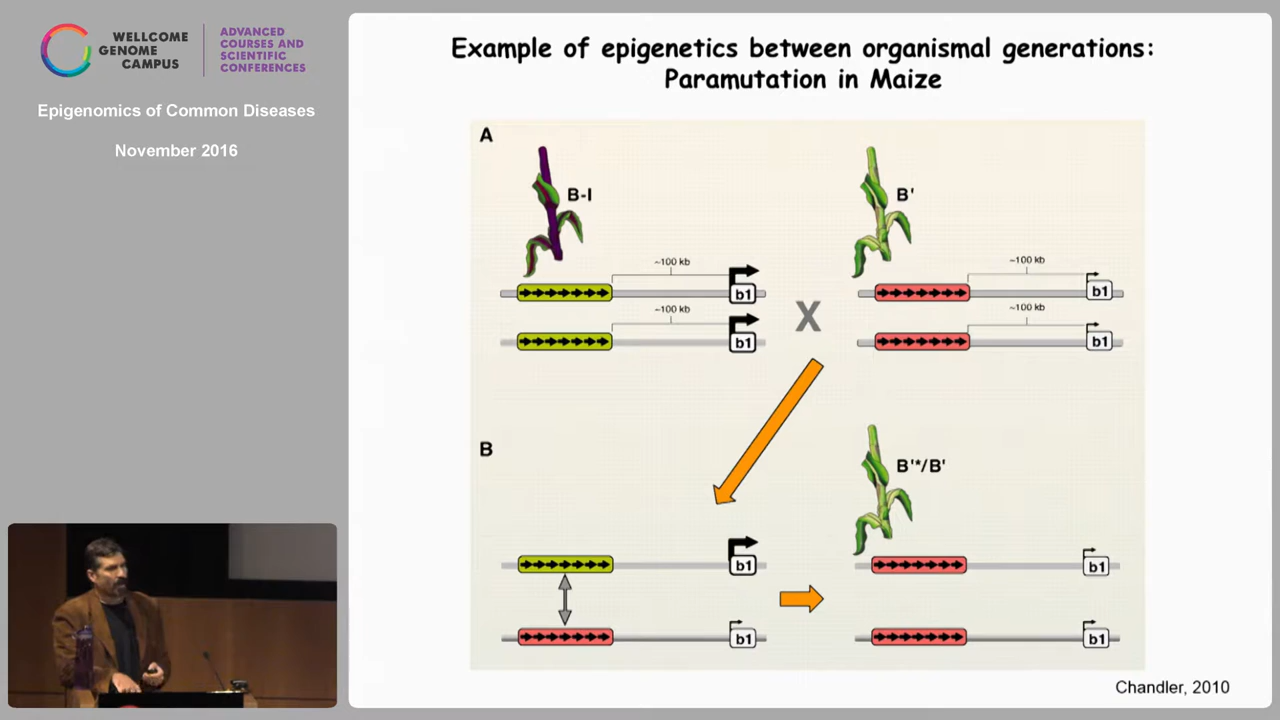 WELLCOME
GENOME
CAMPUS
ADVANCED
COURSES AND
SCIENTIFIC
CONFERENCES
Epigenomics of Common Diseases
November 2016
Example of epigenetics between organismal generations:
Paramutation in Maize
A
B-I
B'
~100 kb
~100 kb
b1
b1
~100 kb
~100 kb
b1
b1
X
B
B'*/B'
b1
b1
b1
b1
Chandler, 2010